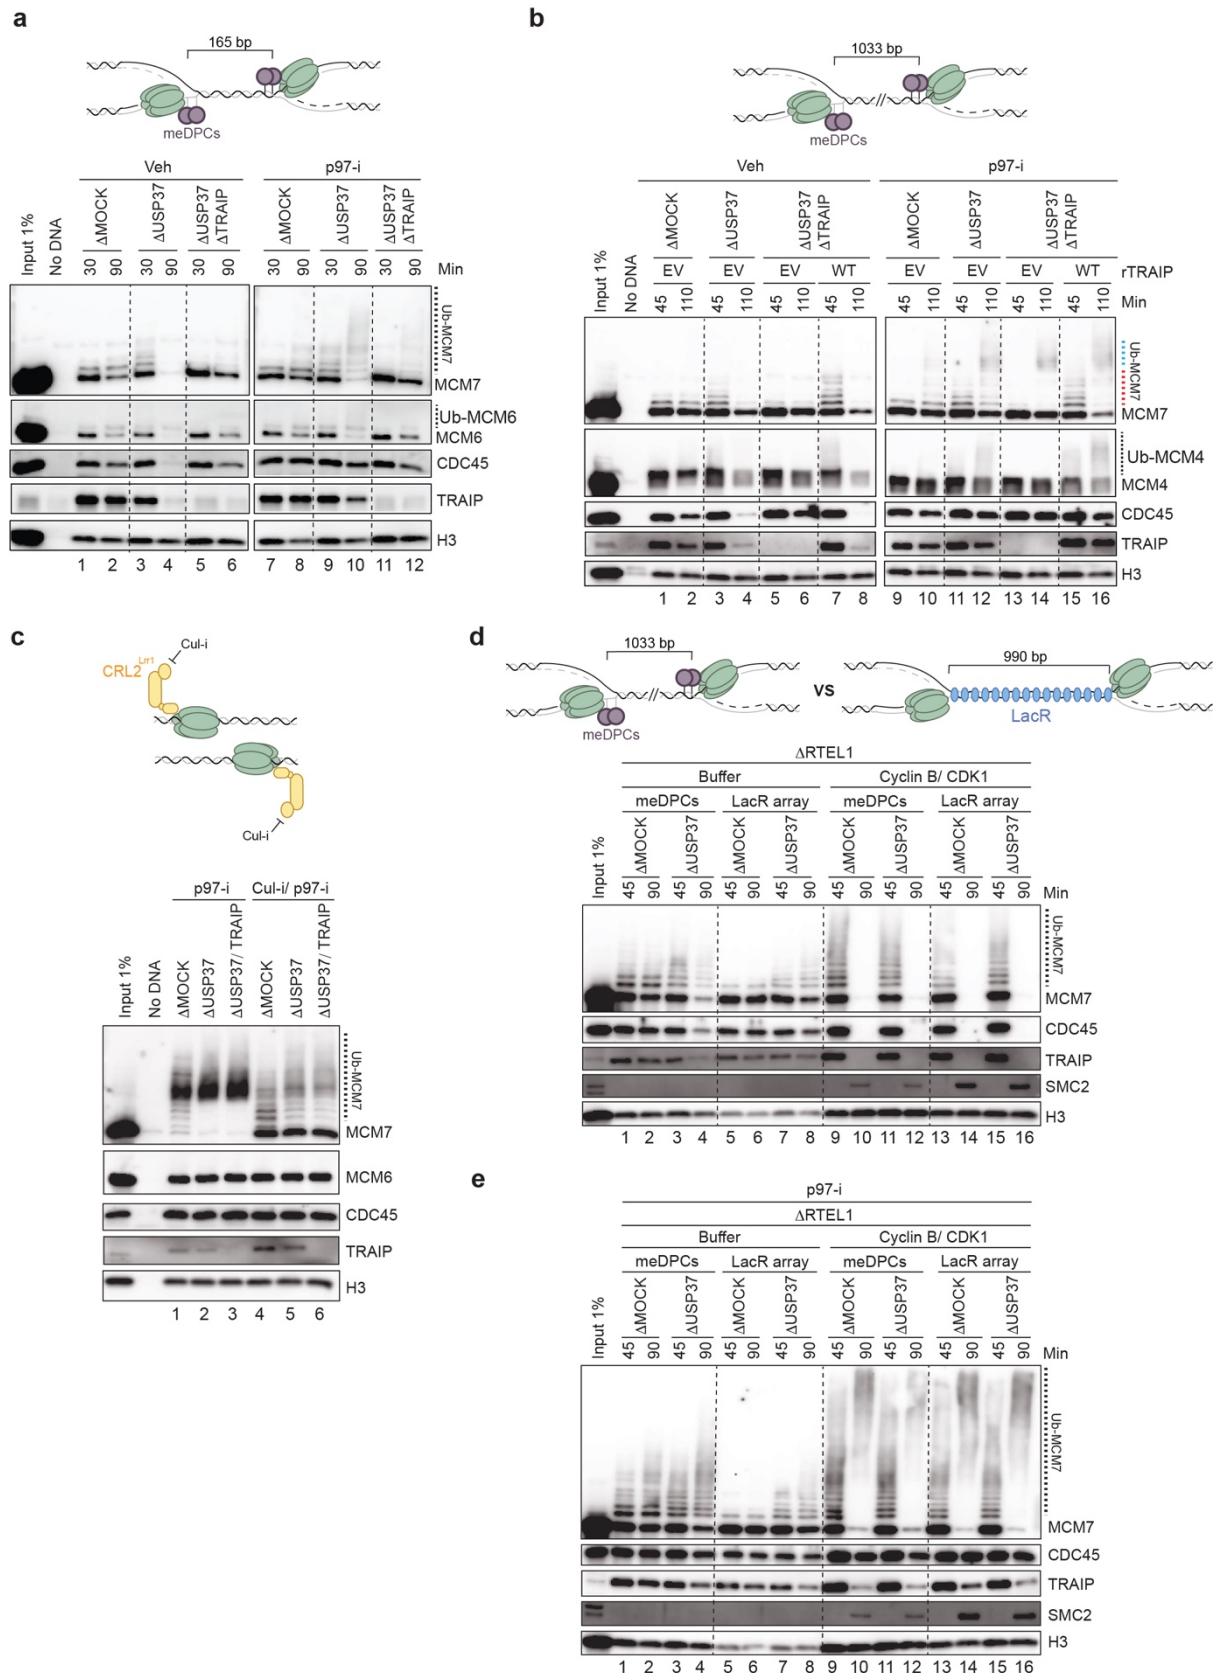 a
165 bp
meDPCs
Veh
p97-i
Input 1%
No DNA
ΔMOCK
ΔUSP37
ΔUSP37
ΔTRAIP
ΔMOCK
ΔUSP37
ΔUSP37
ΔTRAIP
30 90 30 90 30 90 30 90 30 90 30 90 Min
Ub-MCM7
MCM7
Ub-MCM6
MCM6
CDC45
TRAIP
H3
1 2 3 4 5 6 7 8 9 10 11 12
b
1033 bp
meDPCs
Veh
p97-i
Input 1%
No DNA
ΔMOCK
ΔUSP37
ΔUSP37
ΔTRAIP
ΔMOCK
ΔUSP37
ΔUSP37
ΔTRAIP
EV EV EV WT EV EV EV WT rTRAIP
45 110 45 110 45 110 45 110 45 110 45 110 45 110 45 110 Min
Ub-MCM7
MCM7
Ub-MCM4
MCM4
CDC45
TRAIP
H3
1 2 3 4 5 6 7 8 9 10 11 12 13 14 15 16
c
Cul-i
CRL2Lrr1
Cul-i
p97-i Cul-i/ p97-i
Input 1%
No DNA
ΔMOCK
ΔUSP37
ΔUSP37/ TRAIP
ΔMOCK
ΔUSP37
ΔUSP37/ TRAIP
Ub-MCM7
MCM7
MCM6
CDC45
TRAIP
H3
1 2 3 4 5 6
d
1033 bp
meDPCs
vs
990 bp
LacR
ΔRTEL1
Buffer Cyclin B/ CDK1
meDPCs LacR array meDPCs LacR array
Input 1%
ΔMOCK
ΔUSP37
ΔMOCK
ΔUSP37
ΔMOCK
ΔUSP37
ΔMOCK
ΔUSP37
45 90 45 90 45 90 45 90 45 90 45 90 45 90 45 90 Min
Ub-MCM7
MCM7
CDC45
TRAIP
SMC2
H3
1 2 3 4 5 6 7 8 9 10 11 12 13 14 15 16
e
p97-i
ΔRTEL1
Buffer Cyclin B/ CDK1
meDPCs LacR array meDPCs LacR array
Input 1%
ΔMOCK
ΔUSP37
ΔMOCK
ΔUSP37
ΔMOCK
ΔUSP37
ΔMOCK
ΔUSP37
45 90 45 90 45 90 45 90 45 90 45 90 45 90 45 90 Min
Ub-MCM7
MCM7
CDC45
TRAIP
SMC2
H3
1 2 3 4 5 6 7 8 9 10 11 12 13 14 15 16